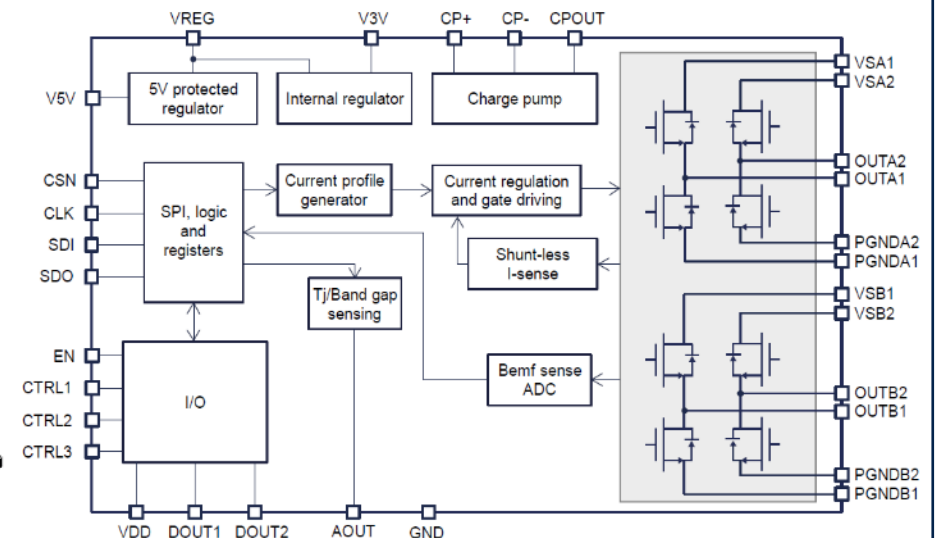 VREG
V3V
CP+
CP-
CPOUT
VSA1
VSA2
V5V
5V protected
regulator
Internal regulator
Charge pump
OUTA2
OUTA1
CSN
CLK
SDI
SDO
SPI, logic
and
registers
Current profile
generator
Current regulation
and gate driving
Shunt-less
I-sense
PGNDA2
PGNDA1
Tj/Band gap
sensing
VSB1
VSB2
EN
CTRL1
CTRL2
CTRL3
I/O
Bemf sense
ADC
OUTB2
OUTB1
PGNDB2
PGNDB1
VDD
DOUT1
DOUT2
AOUT
GND